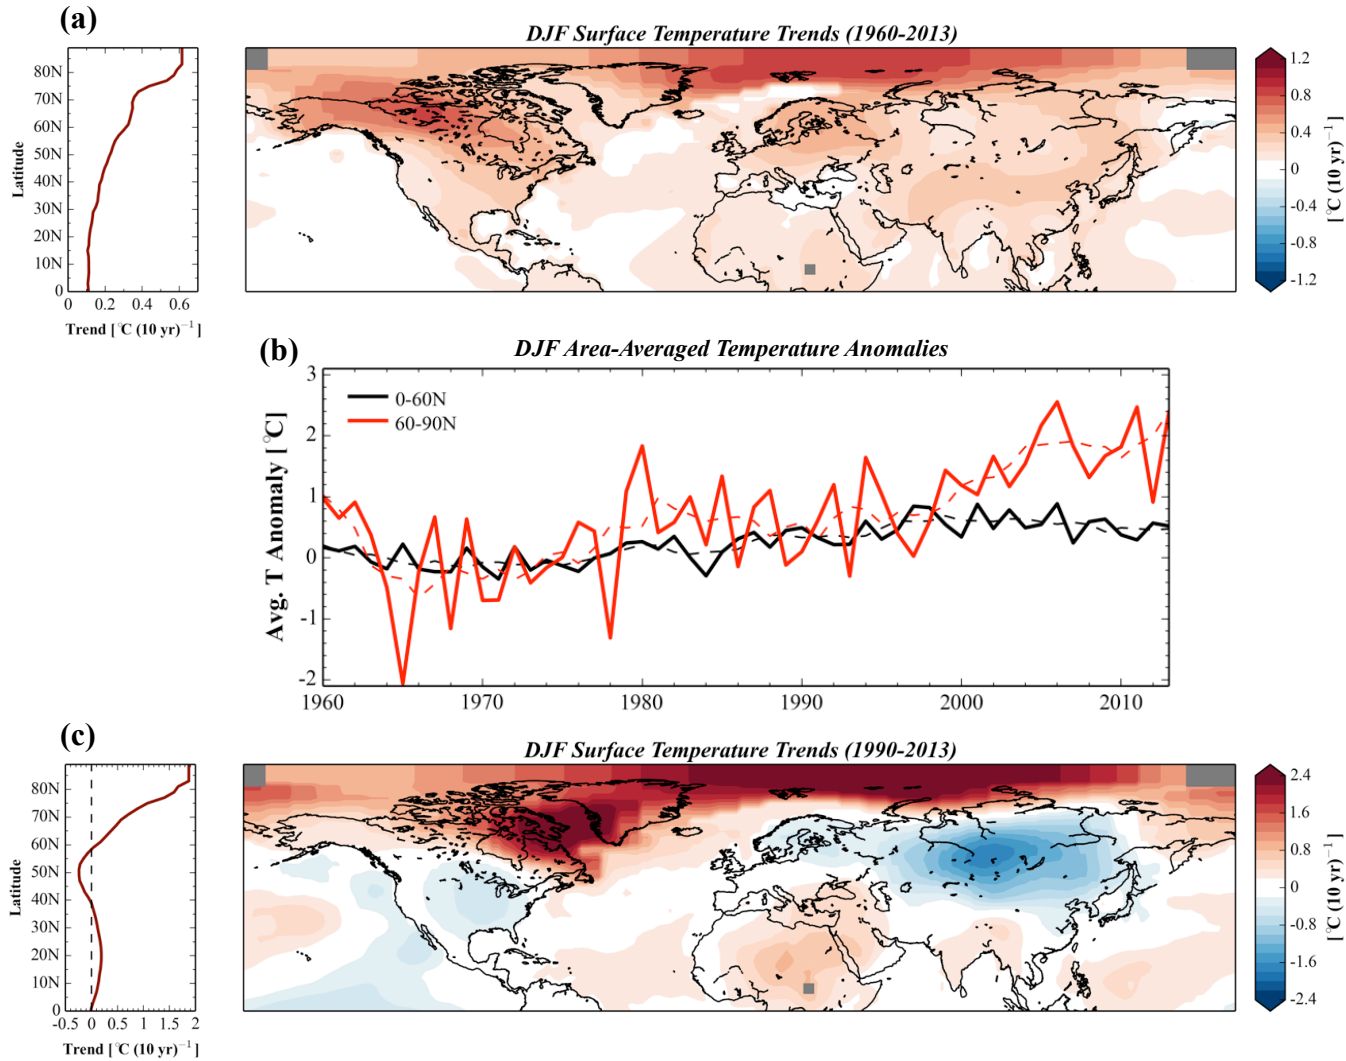 (a)
DJF Surface Temperature Trends (1960-2013)
80N
70N
60N
50N
40N
30N
20N
10N
0
Latitude
0 0.2 0.4 0.6
Trend [°C (10 yr)⁻¹]
1.2
0.8
0.4
0
-0.4
-0.8
-1.2
[°C (10 yr)⁻¹]
(b)
DJF Area-Averaged Temperature Anomalies
3
2
1
0
-1
-2
Avg. T Anomaly [°C]
0-60N
60-90N
1960 1970 1980 1990 2000 2010
(c)
DJF Surface Temperature Trends (1990-2013)
80N
70N
60N
50N
40N
30N
20N
10N
0
Latitude
-0.5 0 0.5 1 1.5 2
Trend [°C (10 yr)⁻¹]
2.4
1.6
0.8
0
-0.8
-1.6
-2.4
[°C (10 yr)⁻¹]